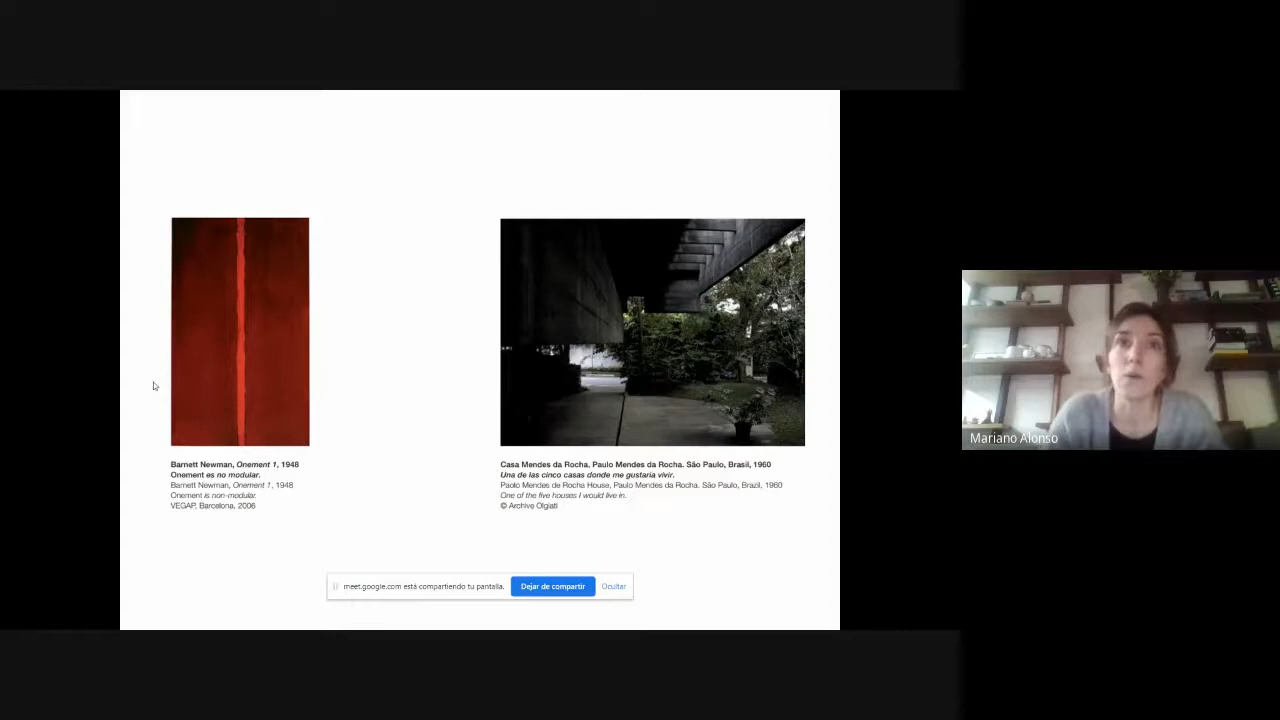 Barnett Newman, Onement 1, 1948
Onement es no modular.
Barnett Newman, Onement 1, 1948
Onement is non-modular.
VEGAP, Barcelona, 2006
Casa Mendes da Rocha, Paulo Mendes da Rocha. São Paulo, Brasil, 1960
Una de las cinco casas donde me gustaría vivir.
Paolo Mendes de Rocha House, Paulo Mendes da Rocha. São Paulo, Brazil, 1960
One of the five houses I would live in.
© Archive Olgiati
meet.google.com está compartiendo tu pantalla.
Dejar de compartir
Ocultar
Mariano Alonso